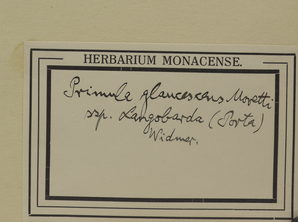 HERBARIUM MONACENSE.
Primula glaucescens Moretti
ssp. Langobarda (Porta)
Widmer.